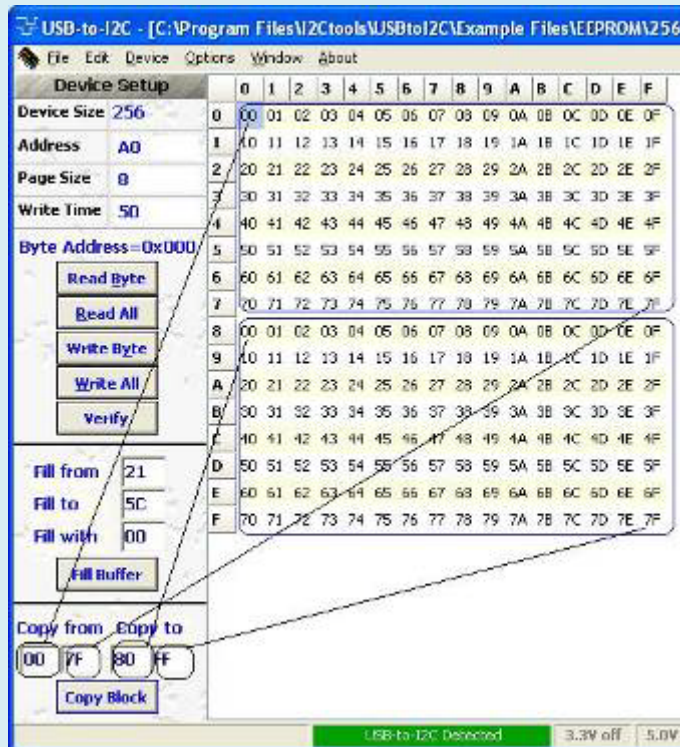 USB-to-I2C - [C:\Program Files\I2Ctools\USBtoI2C\Example Files\EEPROM\256
File Edit Device Options Window About
Device Setup
Device Size 256
Address A0
Page Size 8
Write Time 50
Byte Address=0x000
Read Byte
Read All
Write Byte
Write All
Verify
Fill from 21
Fill to 5C
Fill with 00
Fill Buffer
Copy from Copy to
00 7F 80 FF
Copy Block
0 1 2 3 4 5 6 7 8 9 A B C D E F
0 00 01 02 03 04 05 06 07 08 09 0A 0B 0C 0D 0E 0F
1 10 11 12 13 14 15 16 17 18 19 1A 1B 1C 1D 1E 1F
2 20 21 22 23 24 25 26 27 28 29 2A 2B 2C 2D 2E 2F
3 30 31 32 33 34 35 36 37 38 39 3A 3B 3C 3D 3E 3F
4 40 41 42 43 44 45 46 47 48 49 4A 4B 4C 4D 4E 4F
5 50 51 52 53 54 55 56 57 58 59 5A 5B 5C 5D 5E 5F
6 60 61 62 63 64 65 66 67 68 69 6A 6B 6C 6D 6E 6F
7 70 71 72 73 74 75 76 77 78 79 7A 7B 7C 7D 7E 7F
8 00 01 02 03 04 05 06 07 08 09 0A 0B 0C 0D 0E 0F
9 10 11 12 13 14 15 16 17 18 19 1A 1B 1C 1D 1E 1F
A 20 21 22 23 24 25 26 27 28 29 2A 2B 2C 2D 2E 2F
B 30 31 32 33 34 35 36 37 38 39 3A 3B 3C 3D 3E 3F
C 40 41 42 43 44 45 46 47 48 49 4A 4B 4C 4D 4E 4F
D 50 51 52 53 54 55 56 57 58 59 5A 5B 5C 5D 5E 5F
E 60 61 62 63 64 65 66 67 68 69 6A 6B 6C 6D 6E 6F
F 70 71 72 73 74 75 76 77 78 79 7A 7B 7C 7D 7E 7F
USB-to-I2C Detected 3.3V off 5.0V